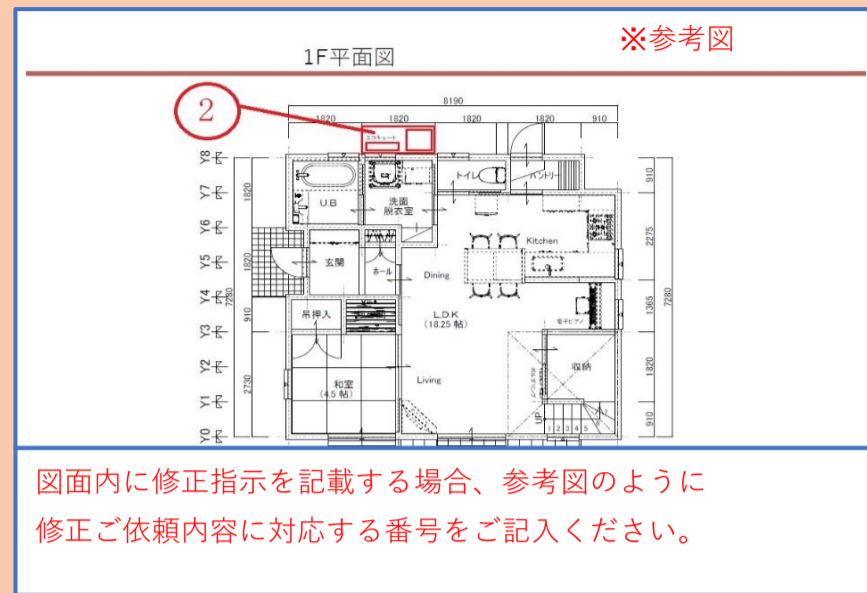 ※参考図
1F平面図
2
8190
1820 1820 1820 1820 910
エコキュート
Y8
Y7
Y6
Y5
Y4
Y3
Y2
Y1
Y0
1820
1820
910
2730
7280
910
2275
1365
1820
910
7280
U.B
洗面
脱衣室
トイレ
パントリー
Kitchen
玄関
ホール
Dining
吊押入
L.D.K
(18.25 帖)
電子ピアノ
和室
(4.5 帖)
Living
収納
UP
1 2 3 4 5
図面内に修正指示を記載する場合、参考図のように
修正ご依頼内容に対応する番号をご記入ください。